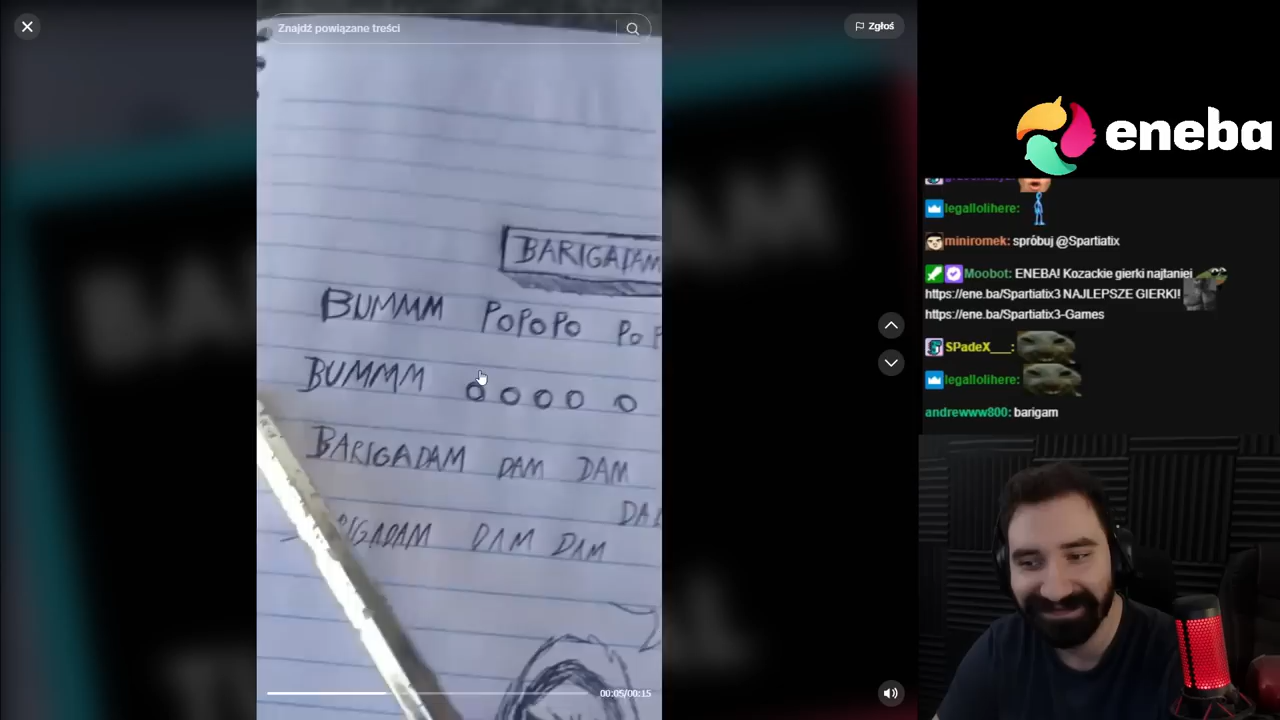 Znajdź powiązane treści
Zgłoś
BARIGADAM
BUMMM POPOPO PO P
BUMMM O O O O O
BARIGADAM DAM DAM
DA
IGADAM DAM DAM
00:05/00:15
eneba
legallolihere:
miniromek: spróbuj @Spartiatix
Moobot: ENEBA! Kozackie gierki najtaniej
https://ene.ba/Spartiatix3 NAJLEPSZE GIERKI!
https://ene.ba/Spartiatix3-Games
SPadeX___:
legallolihere:
andrewww800: barigam